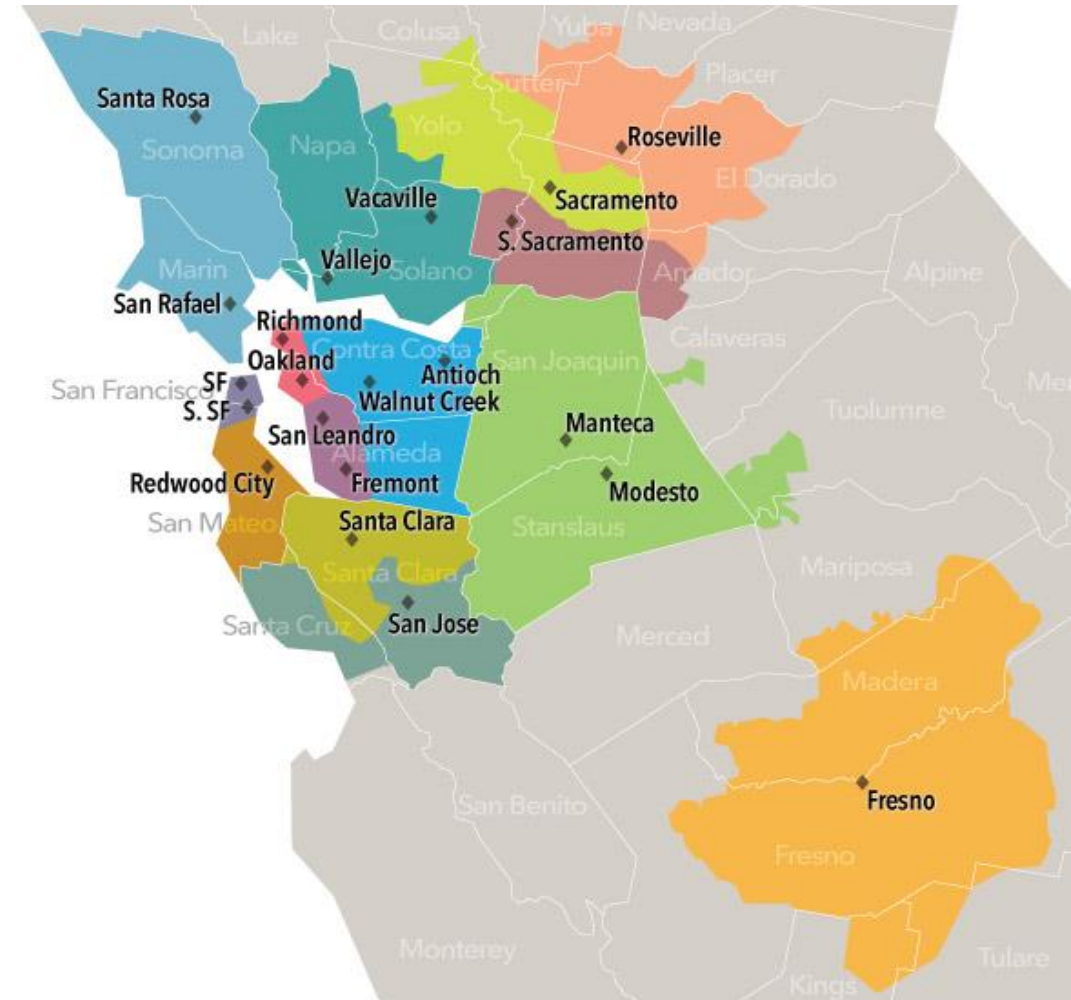 Lake
Colusa
Yuba
Nevada
Sutter
Placer
Santa Rosa
Sonoma
Napa
Yolo
Roseville
El Dorado
Vacaville
Sacramento
S. Sacramento
Vallejo
Solano
Marin
Amador
Alpine
San Rafael
Richmond
Calaveras
Contra Costa
San Joaquin
Oakland
Antioch
San Francisco
SF
Walnut Creek
S. SF
Tuolumne
San Leandro
Manteca
Alameda
Redwood City
Fremont
Modesto
San Mateo
Santa Clara
Stanslaus
Mariposa
Santa Clara
Santa Cruz
San Jose
Merced
Madera
San Benito
Fresno
Fresno
Monterey
Tulare
Kings